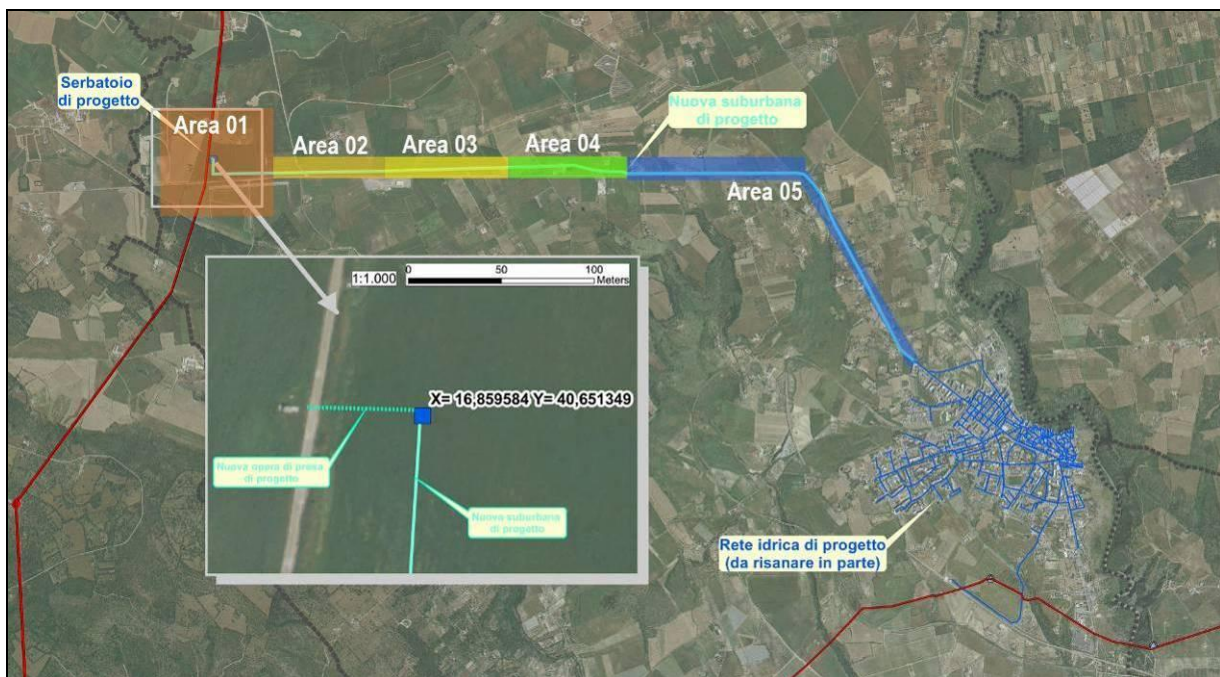 Serbatoio
di progetto
Area 01
Area 02
Area 03
Area 04
Nuova suburbana
di progetto
Area 05
1:1.000
0
50
100
Meters
X= 16,859584 Y= 40,651349
Nuova opera di presa
di progetto
Nuova suburbana
di progetto
Rete idrica di progetto
(da risanare in parte)